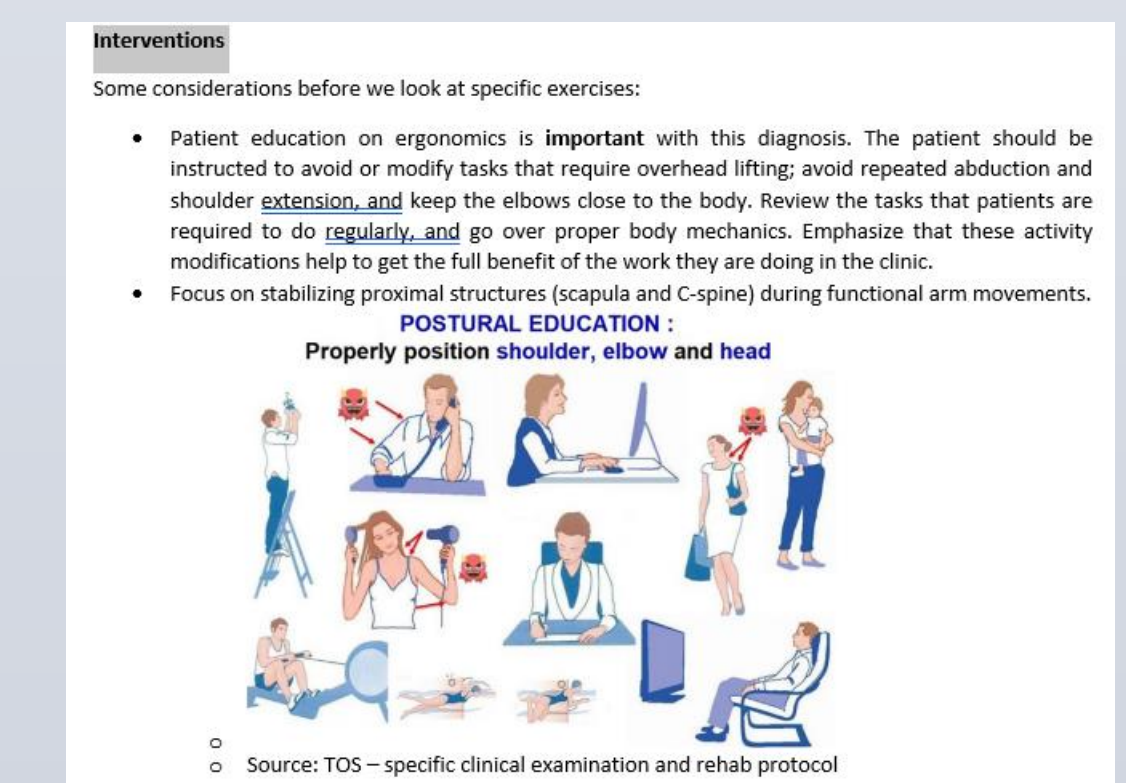 Interventions
Some considerations before we look at specific exercises:
• Patient education on ergonomics is important with this diagnosis. The patient should be
instructed to avoid or modify tasks that require overhead lifting; avoid repeated abduction and
shoulder extension, and keep the elbows close to the body. Review the tasks that patients are
required to do regularly, and go over proper body mechanics. Emphasize that these activity
modifications help to get the full benefit of the work they are doing in the clinic.
• Focus on stabilizing proximal structures (scapula and C-spine) during functional arm movements.
POSTURAL EDUCATION :
Properly position shoulder, elbow and head
o
o Source: TOS – specific clinical examination and rehab protocol